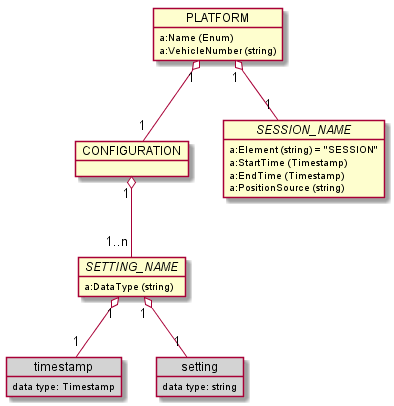 PLATFORM
a:Name (Enum)
a:VehicleNumber (string)
1
1
1
1
CONFIGURATION
SESSION_NAME
a:Element (string) = "SESSION"
a:StartTime (Timestamp)
a:EndTime (Timestamp)
a:PositionSource (string)
1
1..n
SETTING_NAME
a:DataType (string)
1
1
1
1
timestamp
data type: Timestamp
setting
data type: string